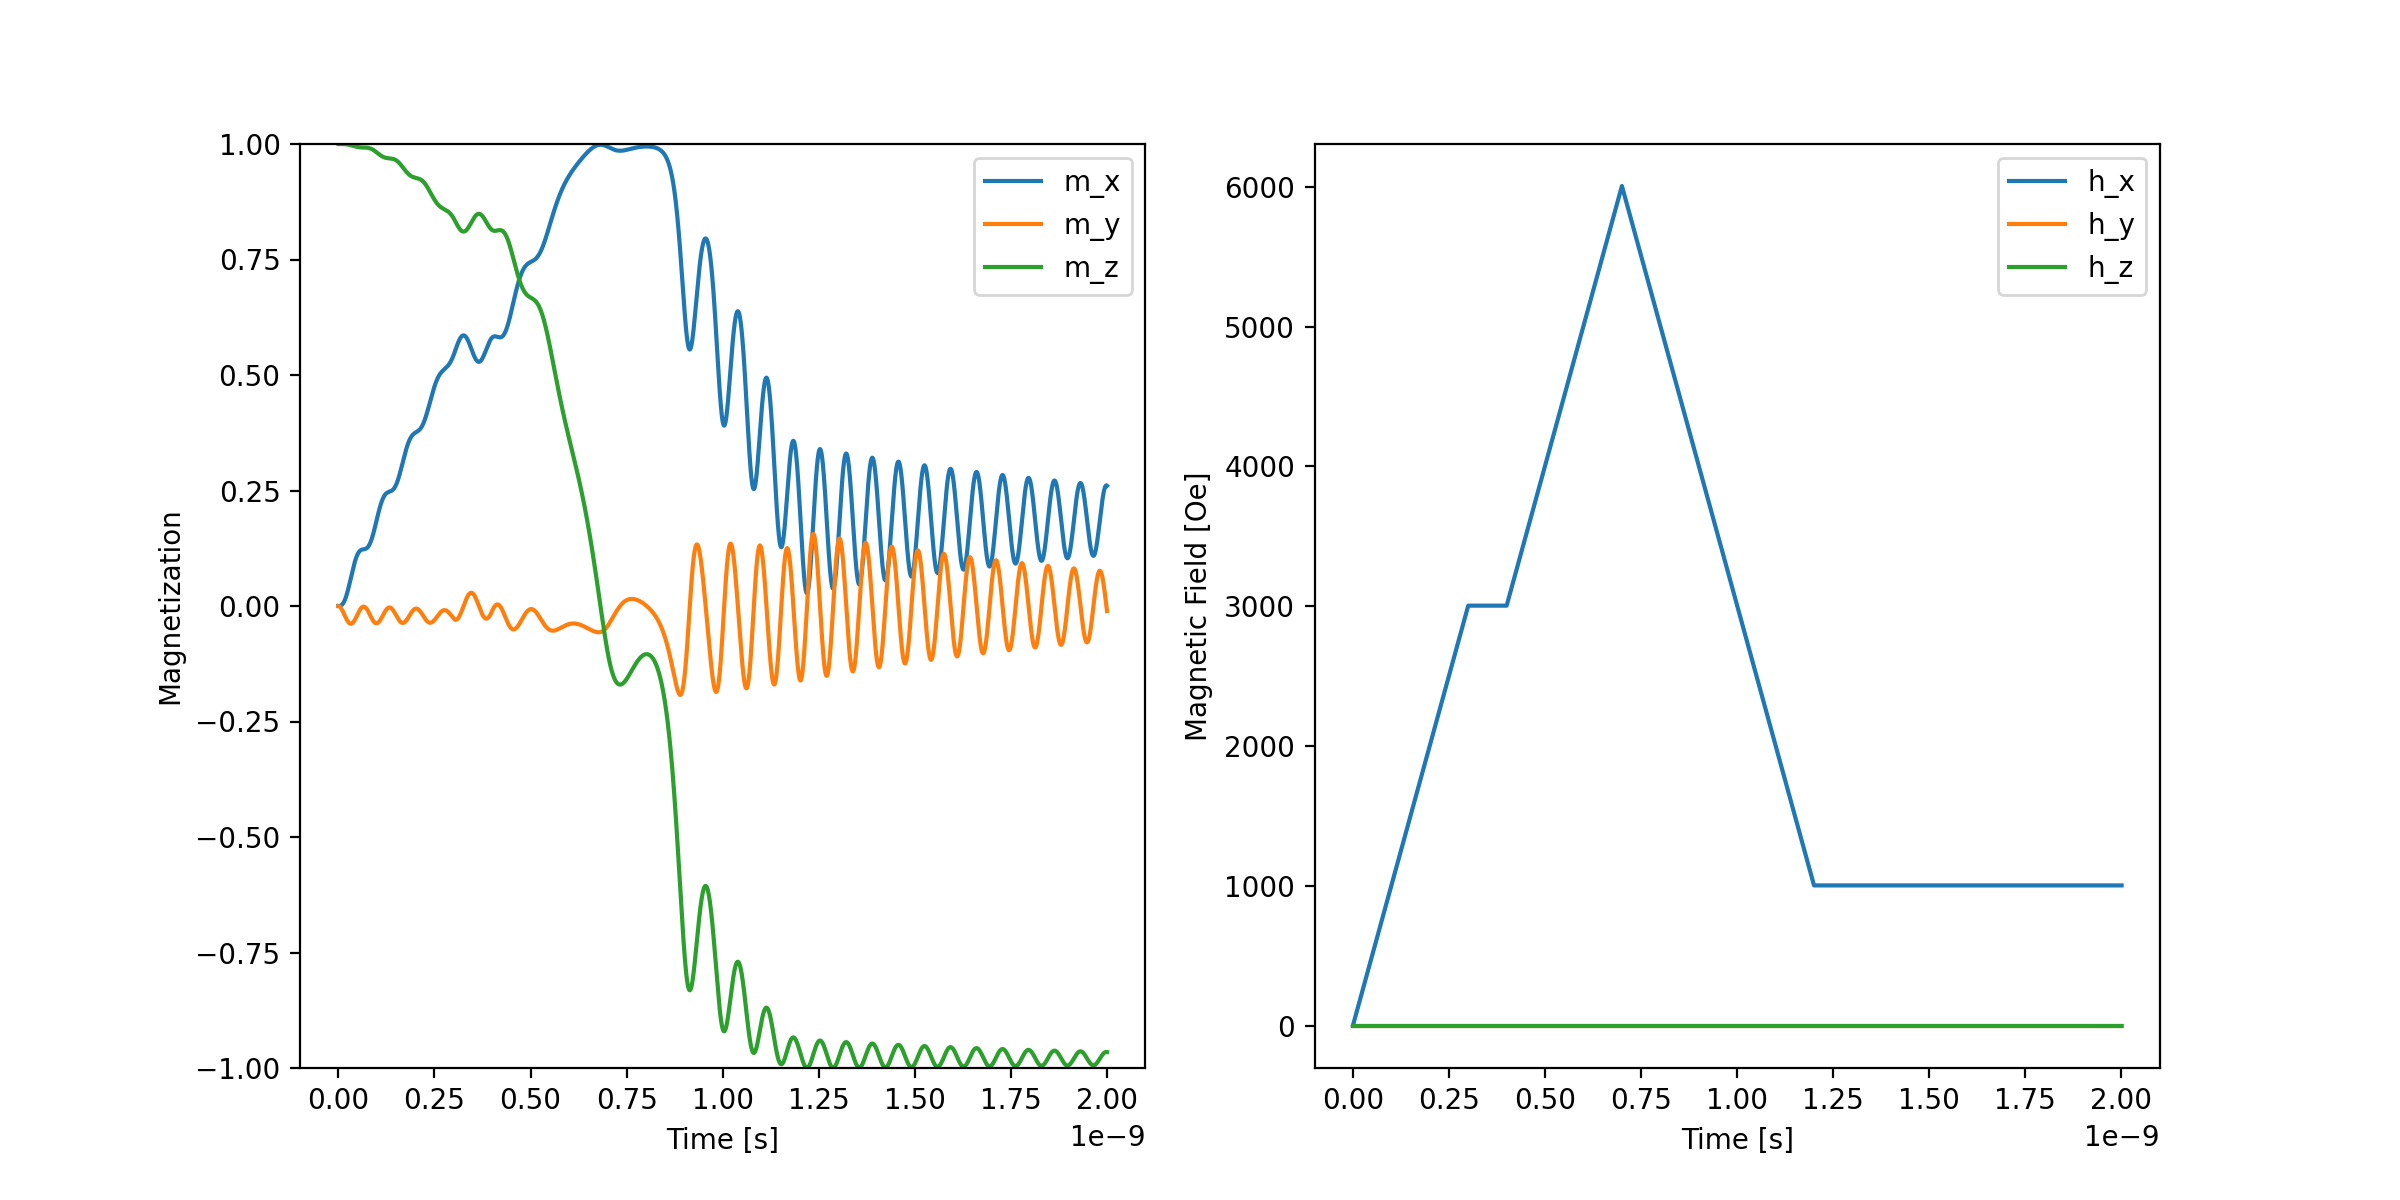 1.00
0.75
0.50
0.25
0.00
−0.25
−0.50
−0.75
−1.00
Magnetization
m_x
m_y
m_z
0.00 0.25 0.50 0.75 1.00 1.25 1.50 1.75 2.00
Time [s]
1e−9
6000
5000
4000
3000
2000
1000
0
Magnetic Field [Oe]
h_x
h_y
h_z
0.00 0.25 0.50 0.75 1.00 1.25 1.50 1.75 2.00
Time [s]
1e−9